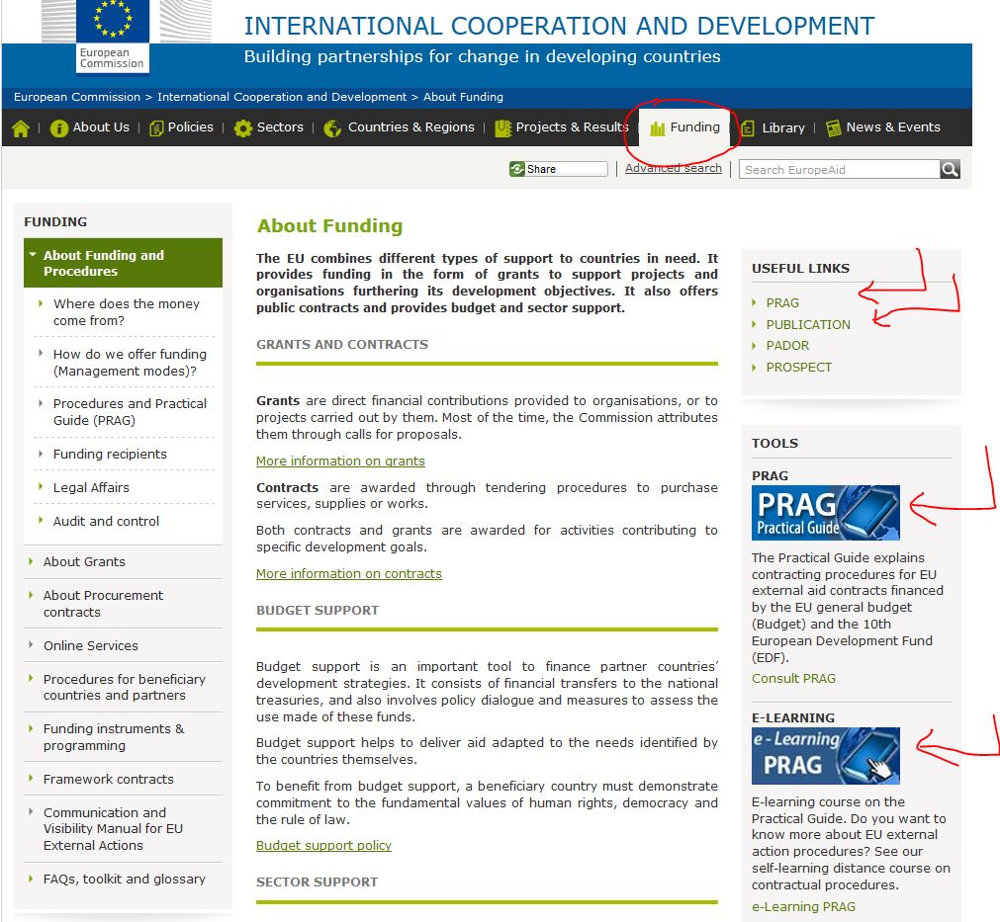 European
Commission
INTERNATIONAL COOPERATION AND DEVELOPMENT
Building partnerships for change in developing countries
European Commission > International Cooperation and Development > About Funding
About Us | Policies | Sectors | Countries & Regions | Projects & Results | Funding | Library | News & Events
Share | Advanced search | Search EuropeAid
FUNDING
About Funding and
Procedures
Where does the money
come from?
How do we offer funding
(Management modes)?
Procedures and Practical
Guide (PRAG)
Funding recipients
Legal Affairs
Audit and control
About Grants
About Procurement
contracts
Online Services
Procedures for beneficiary
countries and partners
Funding instruments &
programming
Framework contracts
Communication and
Visibility Manual for EU
External Actions
FAQs, toolkit and glossary
About Funding
The EU combines different types of support to countries in need. It
provides funding in the form of grants to support projects and
organisations furthering its development objectives. It also offers
public contracts and provides budget and sector support.
GRANTS AND CONTRACTS
Grants are direct financial contributions provided to organisations, or to
projects carried out by them. Most of the time, the Commission attributes
them through calls for proposals.
More information on grants
Contracts are awarded through tendering procedures to purchase
services, supplies or works.
Both contracts and grants are awarded for activities contributing to
specific development goals.
More information on contracts
BUDGET SUPPORT
Budget support is an important tool to finance partner countries’
development strategies. It consists of financial transfers to the national
treasuries, and also involves policy dialogue and measures to assess the
use made of these funds.
Budget support helps to deliver aid adapted to the needs identified by
the countries themselves.
To benefit from budget support, a beneficiary country must demonstrate
commitment to the fundamental values of human rights, democracy and
the rule of law.
Budget support policy
SECTOR SUPPORT
USEFUL LINKS
PRAG
PUBLICATION
PADOR
PROSPECT
TOOLS
PRAG
PRAG
Practical Guide
The Practical Guide explains
contracting procedures for EU
external aid contracts financed
by the EU general budget
(Budget) and the 10th
European Development Fund
(EDF).
Consult PRAG
E-LEARNING
e - Learning
PRAG
E-learning course on the
Practical Guide. Do you want to
know more about EU external
action procedures? See our
self-learning distance course on
contractual procedures.
e-Learning PRAG